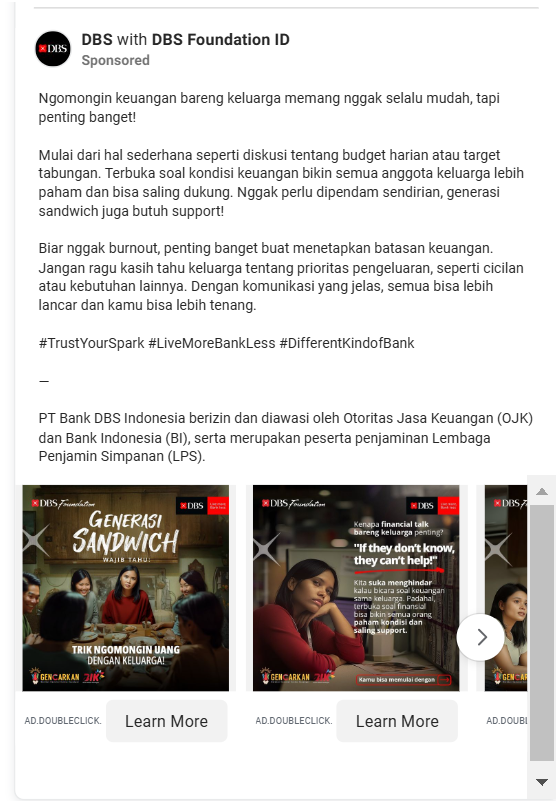 DBS with DBS Foundation ID
Sponsored
Ngomongin keuangan bareng keluarga memang nggak selalu mudah, tapi
penting banget!
Mulai dari hal sederhana seperti diskusi tentang budget harian atau target
tabungan. Terbuka soal kondisi keuangan bikin semua anggota keluarga lebih
paham dan bisa saling dukung. Nggak perlu dipendam sendirian, generasi
sandwich juga butuh support!
Biar nggak burnout, penting banget buat menetapkan batasan keuangan.
Jangan ragu kasih tahu keluarga tentang prioritas pengeluaran, seperti cicilan
atau kebutuhan lainnya. Dengan komunikasi yang jelas, semua bisa lebih
lancar dan kamu bisa lebih tenang.
#TrustYourSpark #LiveMoreBankLess #DifferentKindofBank
—
PT Bank DBS Indonesia berizin dan diawasi oleh Otoritas Jasa Keuangan (OJK)
dan Bank Indonesia (BI), serta merupakan peserta penjaminan Lembaga
Penjamin Simpanan (LPS).
DBS Foundation
DBS
GENERASI
SANDWICH
WAJIB TAHU!
TRIK NGOMONGIN UANG
DENGAN KELUARGA!
GENCARKAN
AD.DOUBLECLICK.
Learn More
DBS Foundation
DBS
Kenapa financial talk
bareng keluarga penting?
"If they don't know,
they can't help!"
Kita suka menghindar
kalau bicara soal keuangan
sama keluarga. Padahal,
terbuka soal finansial
bisa bikin semua orang
paham kondisi dan
saling support.
GENCARKAN
Kamu bisa memulai dengan
AD.DOUBLECLICK.
Learn More
DBS Foundation
GENCAR
AD.DOUBL